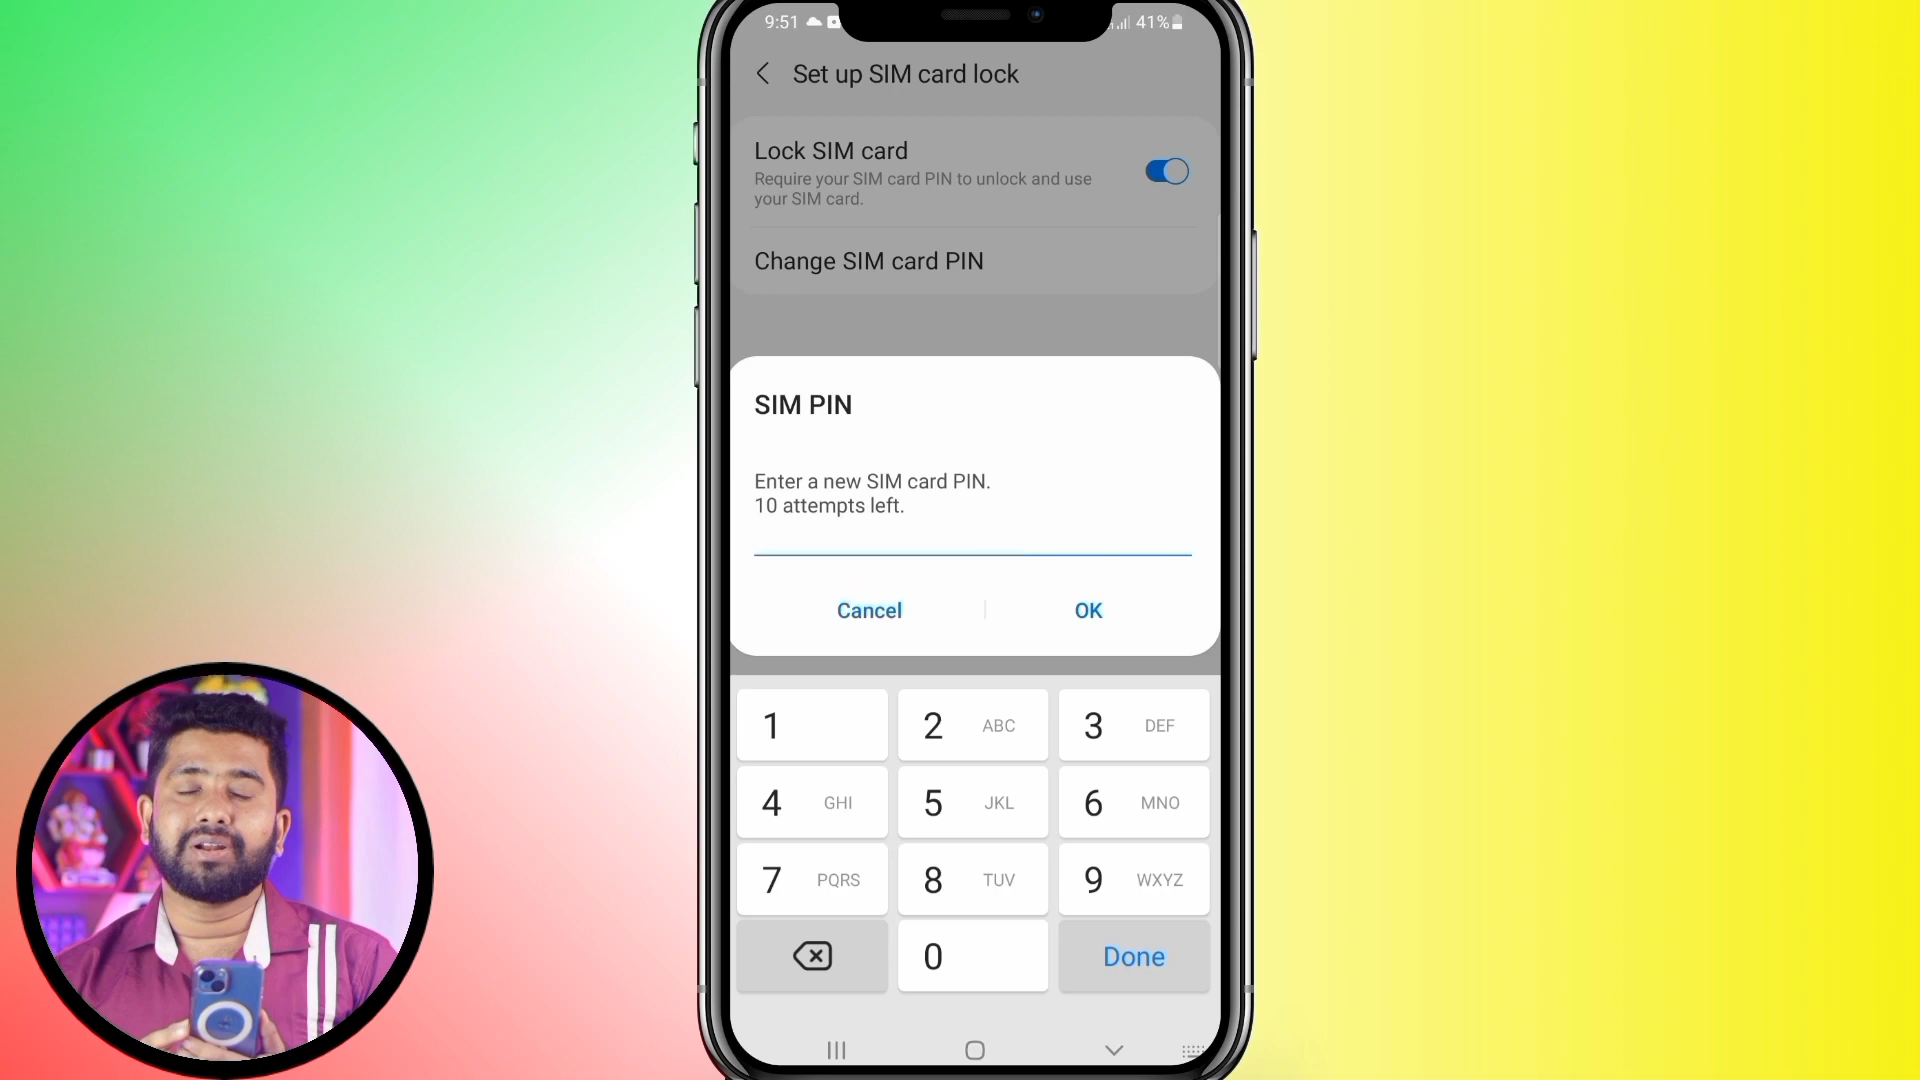 9:51 41%
Set up SIM card lock
Lock SIM card
Require your SIM card PIN to unlock and use
your SIM card.
Change SIM card PIN
SIM PIN
Enter a new SIM card PIN.
10 attempts left.
Cancel OK
1 2 ABC 3 DEF
4 GHI 5 JKL 6 MNO
7 PQRS 8 TUV 9 WXYZ
0 Done